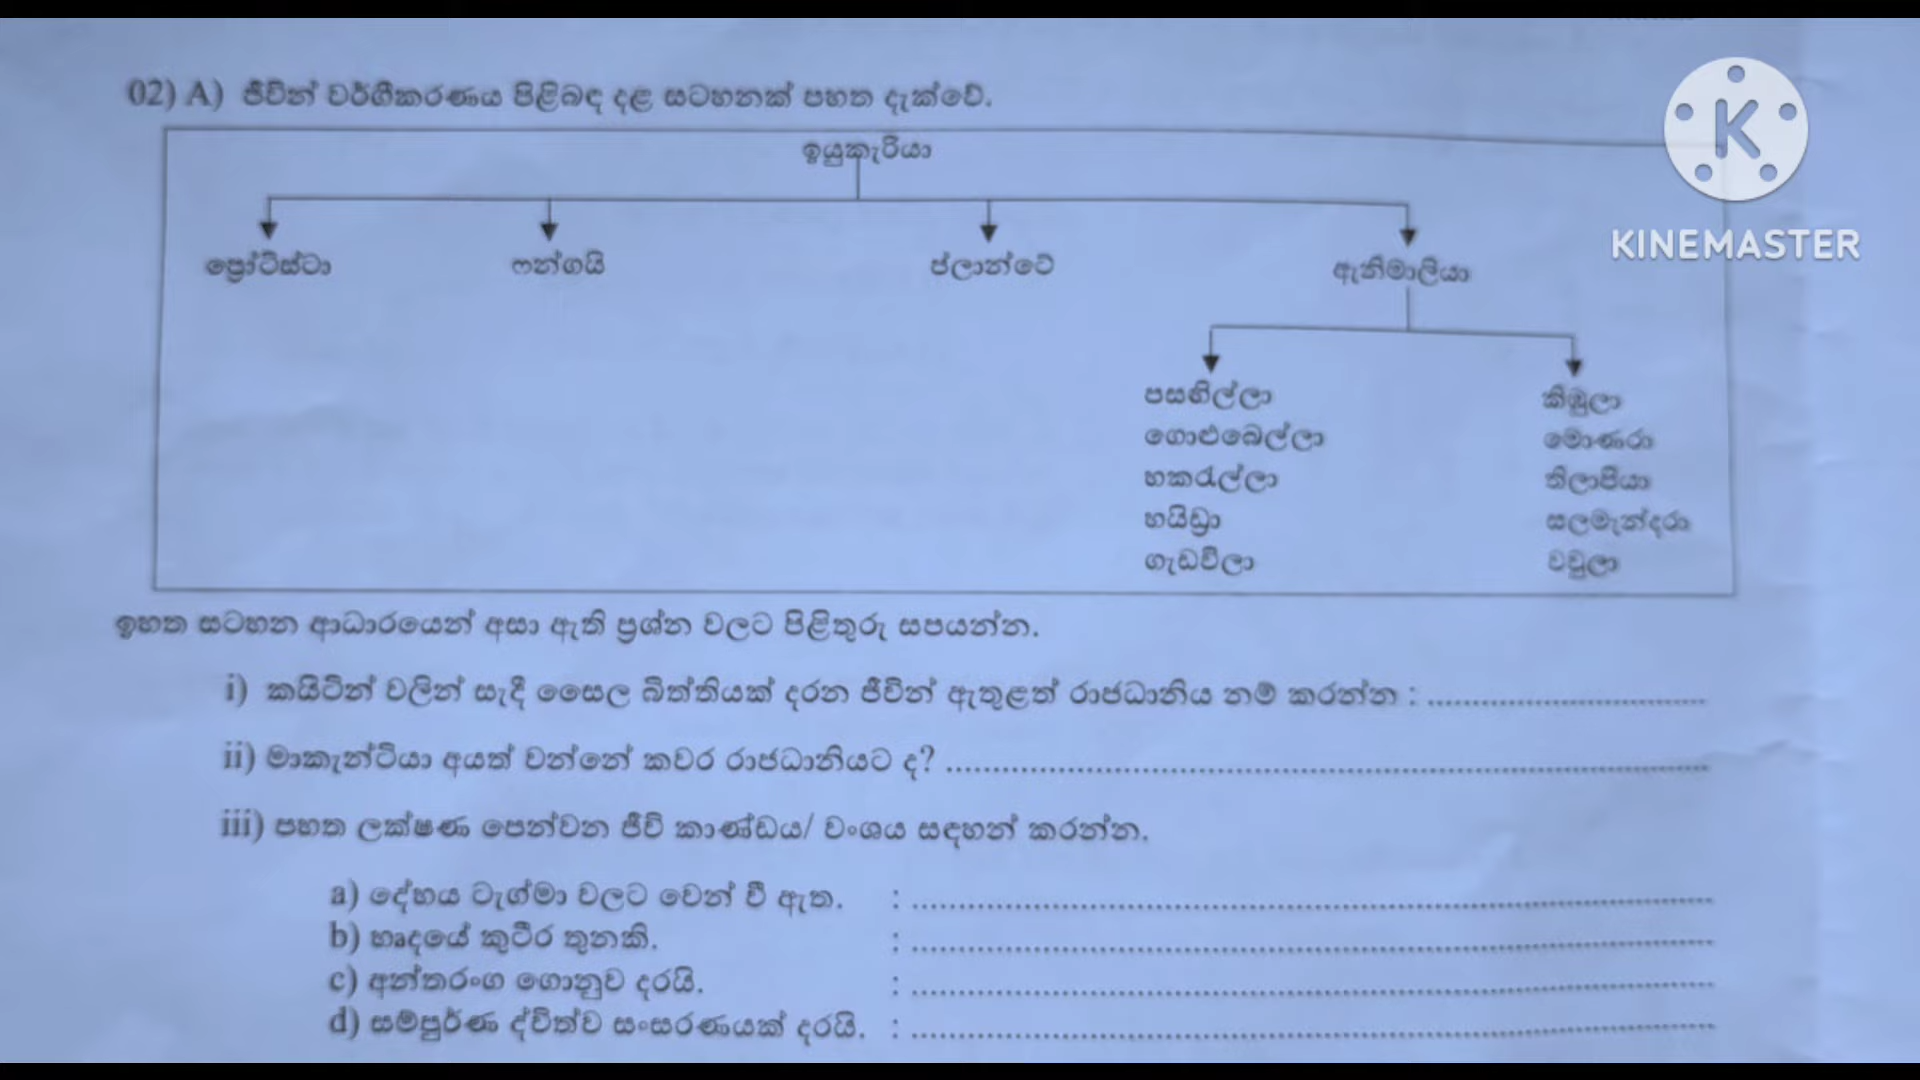 02) A) ජීවින් වර්ගීකරණය පිළිබඳ දළ සටහනක් පහත දැක්වේ.
ඉයුකැරියා
ප්‍රෝටිස්ටා ෆන්ගයි ප්ලාන්ටේ ඇනිමාලියා
K
KINEMASTER
පසඟිල්ලා කිඹුලා
ගොළුබෙල්ලා මොණරා
හකරැල්ලා තිලාපියා
හයිඩ්‍රා සලමැන්දරා
ගැඩවිලා වවුලා
ඉහත සටහන ආධාරයෙන් අසා ඇති ප්‍රශ්න වලට පිළිතුරු සපයන්න.
i) කයිටින් වලින් සැදී සෛල බිත්තියක් දරන ජීවින් ඇතුළත් රාජධානිය නම් කරන්න : ..............................
ii) මාකැන්ටියා අයත් වන්නේ කවර රාජධානියට ද? ..............................
iii) පහත ලක්ෂණ පෙන්වන ජීවී කාණ්ඩය/ වංශය සඳහන් කරන්න.
a) දේහය ටැග්මා වලට වෙන් වී ඇත. : ..............................
b) හෘදයේ කුටීර තුනකි. : ..............................
c) අන්තරංග ගොනුව දරයි. : ..............................
d) සම්පූර්ණ ද්විත්ව සංසරණයක් දරයි. : ..............................